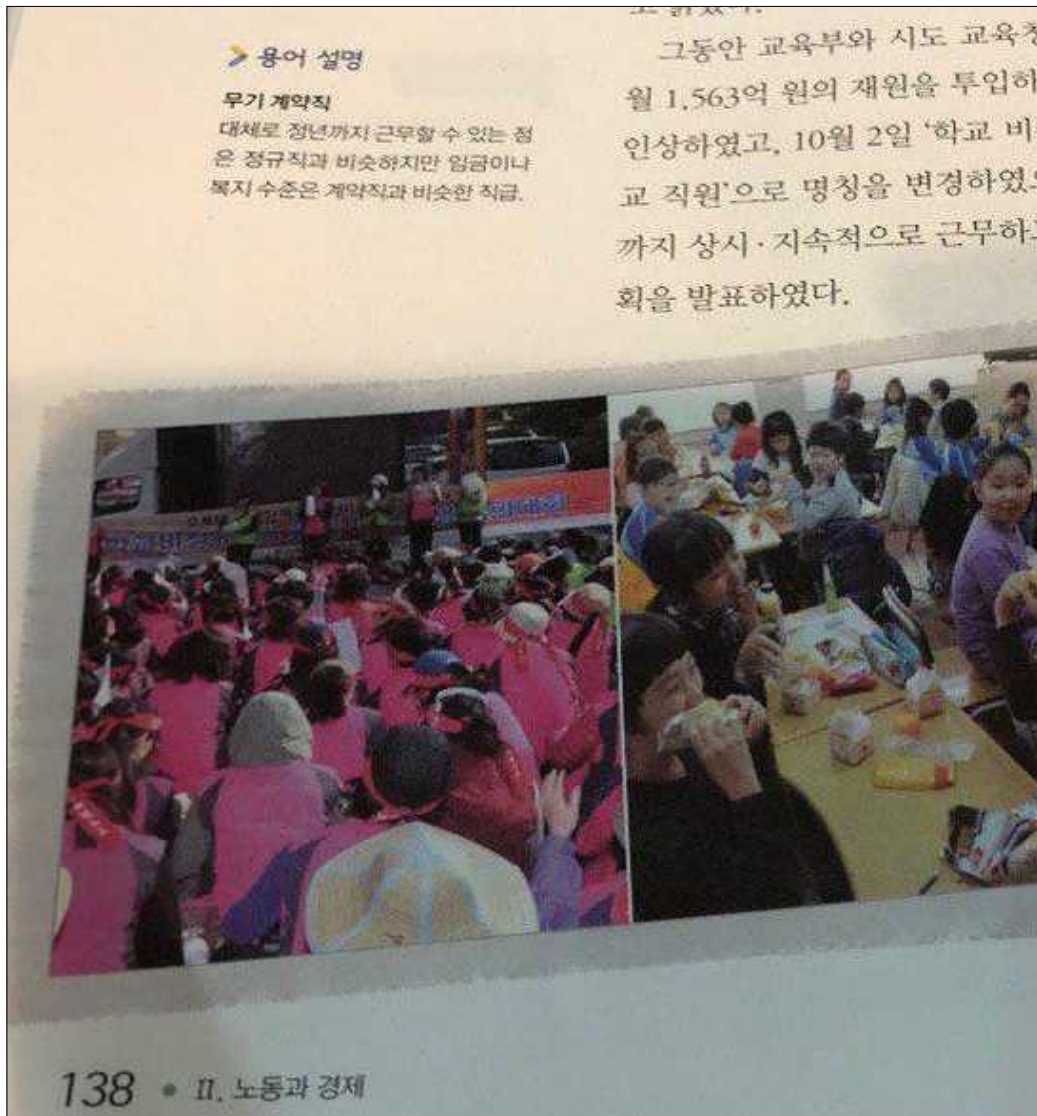 용어 설명
무기 계약직
대체로 정년까지 근무할 수 있는 점
은 정규직과 비슷하지만 임금이나
복지 수준은 계약직과 비슷한 직급.
그동안 교육부와 시도 교육청
월 1,563억 원의 재원을 투입하
인상하였고, 10월 2일 '학교 비
교 직원'으로 명칭을 변경하였으
까지 상시·지속적으로 근무하
획을 발표하였다.
138 • II. 노동과 경제